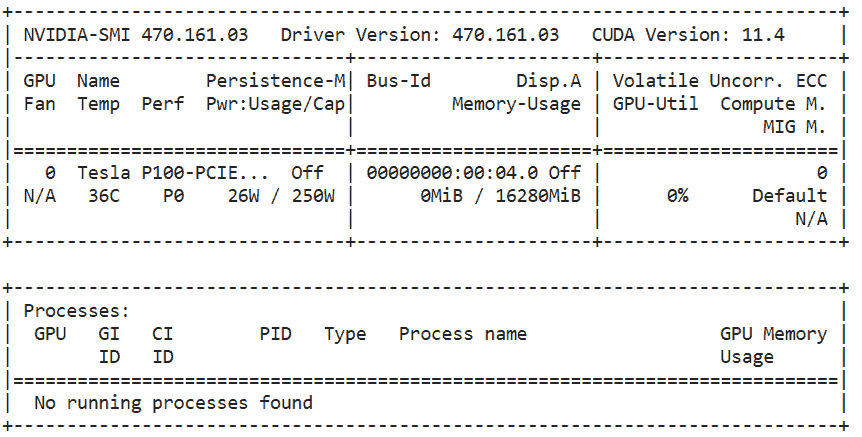 +-----------------------------------------------------------------------------+
| NVIDIA-SMI 470.161.03   Driver Version: 470.161.03   CUDA Version: 11.4     |
|-------------------------------+----------------------+----------------------+
| GPU  Name        Persistence-M| Bus-Id        Disp.A | Volatile Uncorr. ECC |
| Fan  Temp  Perf  Pwr:Usage/Cap|         Memory-Usage | GPU-Util  Compute M. |
|                               |                      |               MIG M. |
|===============================+======================+======================|
|   0  Tesla P100-PCIE...  Off  | 00000000:00:04.0 Off |                    0 |
| N/A   36C    P0    26W / 250W |      0MiB / 16280MiB |      0%      Default |
|                               |                      |                  N/A |
+-------------------------------+----------------------+----------------------+

+-----------------------------------------------------------------------------+
| Processes:                                                                  |
|  GPU   GI   CI        PID   Type   Process name                  GPU Memory |
|        ID   ID                                                   Usage      |
|=============================================================================|
|  No running processes found                                                 |
+-----------------------------------------------------------------------------+